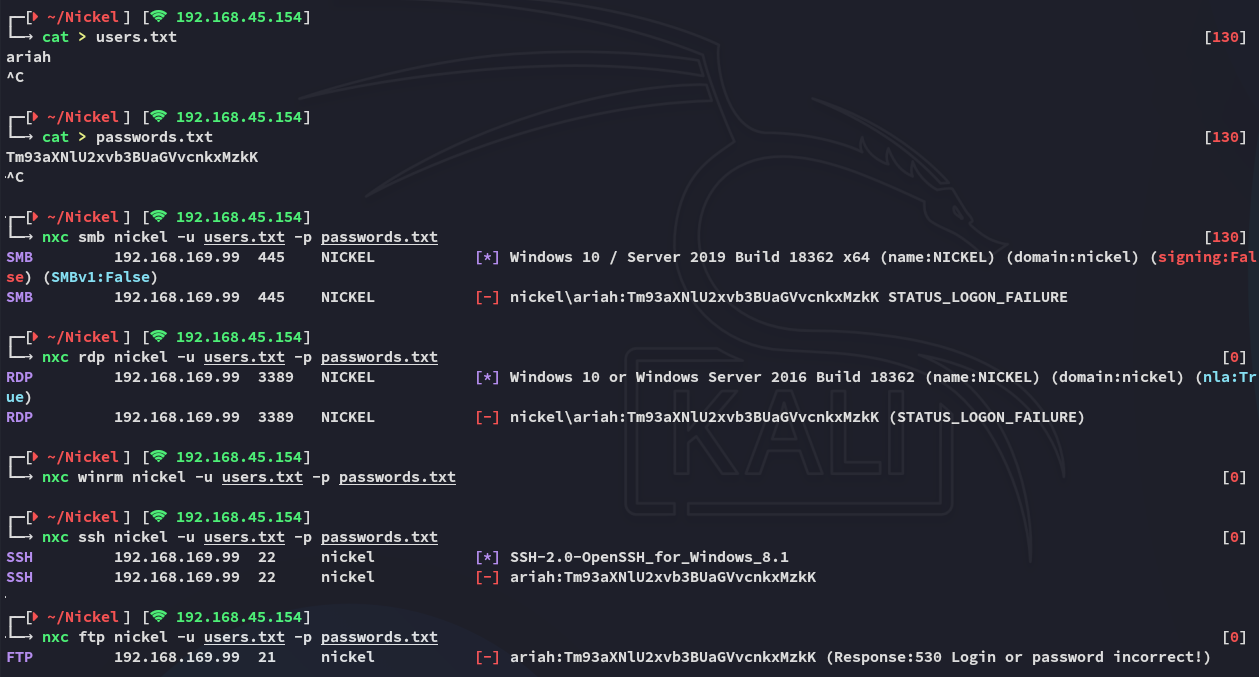 ┌─[ ~/Nickel ] [ 192.168.45.154]
└─→ cat > users.txt [130]
ariah
^C
┌─[ ~/Nickel ] [ 192.168.45.154]
└─→ cat > passwords.txt [130]
Tm93aXNlU2xvb3BUaGVvcnkxMzkK
^C
┌─[ ~/Nickel ] [ 192.168.45.154]
└─→ nxc smb nickel -u users.txt -p passwords.txt [130]
SMB 192.168.169.99 445 NICKEL [*] Windows 10 / Server 2019 Build 18362 x64 (name:NICKEL) (domain:nickel) (signing:Fal
se) (SMBv1:False)
SMB 192.168.169.99 445 NICKEL [-] nickel\ariah:Tm93aXNlU2xvb3BUaGVvcnkxMzkK STATUS_LOGON_FAILURE
┌─[ ~/Nickel ] [ 192.168.45.154]
└─→ nxc rdp nickel -u users.txt -p passwords.txt [0]
RDP 192.168.169.99 3389 NICKEL [*] Windows 10 or Windows Server 2016 Build 18362 (name:NICKEL) (domain:nickel) (nla:Tr
ue)
RDP 192.168.169.99 3389 NICKEL [-] nickel\ariah:Tm93aXNlU2xvb3BUaGVvcnkxMzkK (STATUS_LOGON_FAILURE)
┌─[ ~/Nickel ] [ 192.168.45.154]
└─→ nxc winrm nickel -u users.txt -p passwords.txt [0]
┌─[ ~/Nickel ] [ 192.168.45.154]
└─→ nxc ssh nickel -u users.txt -p passwords.txt [0]
SSH 192.168.169.99 22 nickel [*] SSH-2.0-OpenSSH_for_Windows_8.1
SSH 192.168.169.99 22 nickel [-] ariah:Tm93aXNlU2xvb3BUaGVvcnkxMzkK
┌─[ ~/Nickel ] [ 192.168.45.154]
└─→ nxc ftp nickel -u users.txt -p passwords.txt [0]
FTP 192.168.169.99 21 nickel [-] ariah:Tm93aXNlU2xvb3BUaGVvcnkxMzkK (Response:530 Login or password incorrect!)
KALI